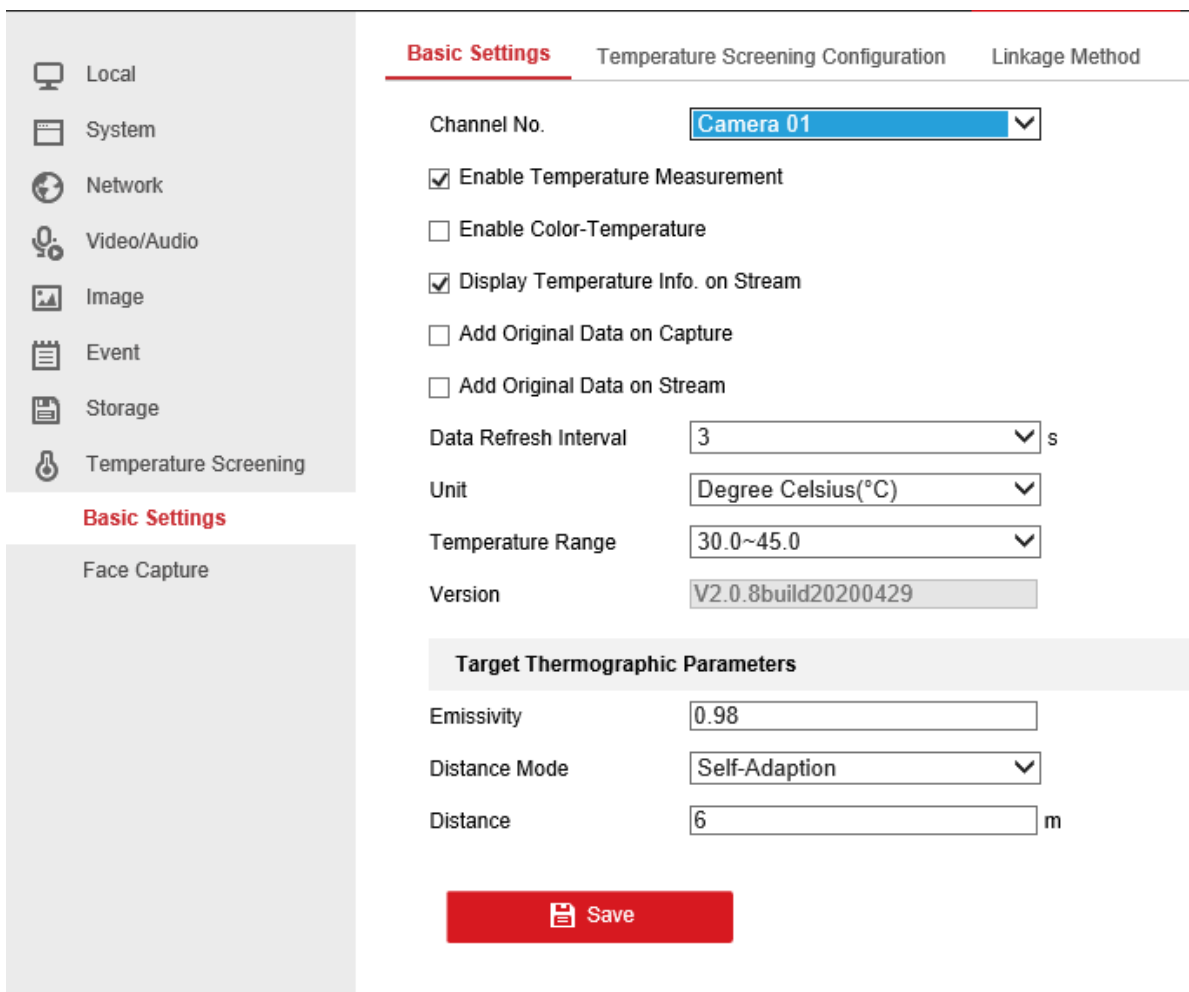 Local
System
Network
Video/Audio
Image
Event
Storage
Temperature Screening
Basic Settings
Face Capture
Basic Settings Temperature Screening Configuration Linkage Method
Channel No. Camera 01
Enable Temperature Measurement
Enable Color-Temperature
Display Temperature Info. on Stream
Add Original Data on Capture
Add Original Data on Stream
Data Refresh Interval 3 s
Unit Degree Celsius(°C)
Temperature Range 30.0~45.0
Version V2.0.8build20200429
Target Thermographic Parameters
Emissivity 0.98
Distance Mode Self-Adaption
Distance 6 m
Save